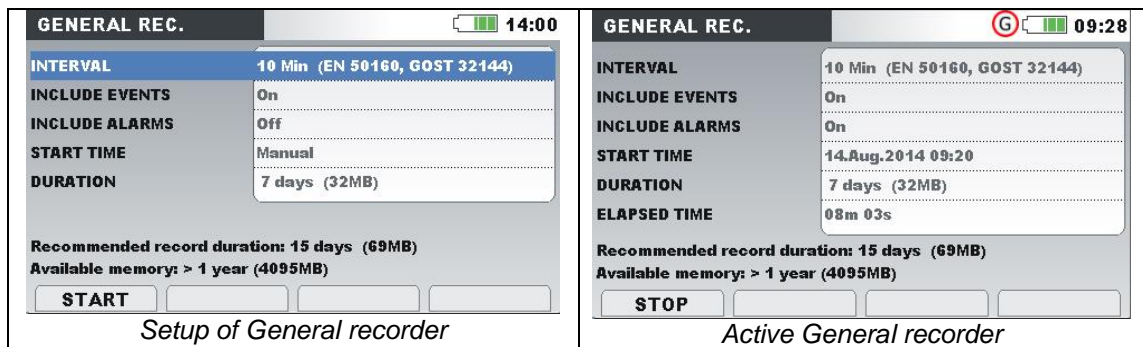 GENERAL REC. 14:00
INTERVAL 10 Min (EN 50160, GOST 32144)
INCLUDE EVENTS On
INCLUDE ALARMS Off
START TIME Manual
DURATION 7 days (32MB)
Recommended record duration: 15 days (69MB)
Available memory: > 1 year (4095MB)
START
Setup of General recorder
GENERAL REC. G 09:28
INTERVAL 10 Min (EN 50160, GOST 32144)
INCLUDE EVENTS On
INCLUDE ALARMS On
START TIME 14.Aug.2014 09:20
DURATION 7 days (32MB)
ELAPSED TIME 08m 03s
Recommended record duration: 15 days (69MB)
Available memory: > 1 year (4095MB)
STOP
Active General recorder